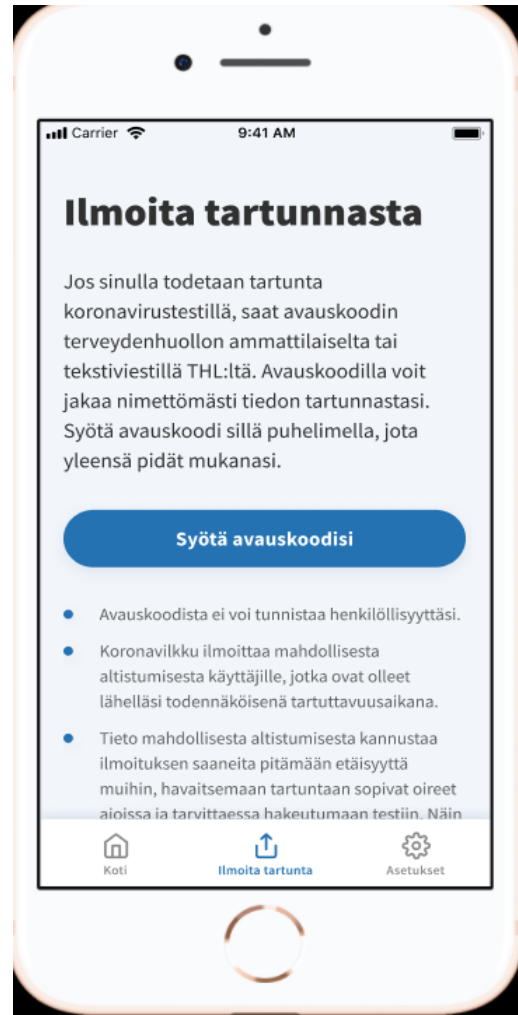 Carrier 9:41 AM
Ilmoita tartunnasta
Jos sinulla todetaan tartunta
koronavirustestillä, saat avauskoodin
terveydenhuollon ammattilaiselta tai
tekstiviestillä THL:ltä. Avauskoodilla voit
jakaa nimettömästi tiedon tartunnastasi.
Syötä avauskoodi sillä puhelimella, jota
yleensä pidät mukanasi.
Syötä avauskoodisi
Avauskoodista ei voi tunnistaa henkilöllisyyttäsi.
Koronavilkku ilmoittaa mahdollisesta
altistumisesta käyttäjille, jotka ovat olleet
lähelläsi todennäköisenä tartuttavuusaikana.
Tieto mahdollisesta altistumisesta kannustaa
ilmoituksen saaneita pitämään etäisyyttä
muihin, havaitsemaan tartuntaan sopivat oireet
ajoissa ja tarvittaessa hakeutumaan testiin. Näin
Koti Ilmoita tartunta Asetukset